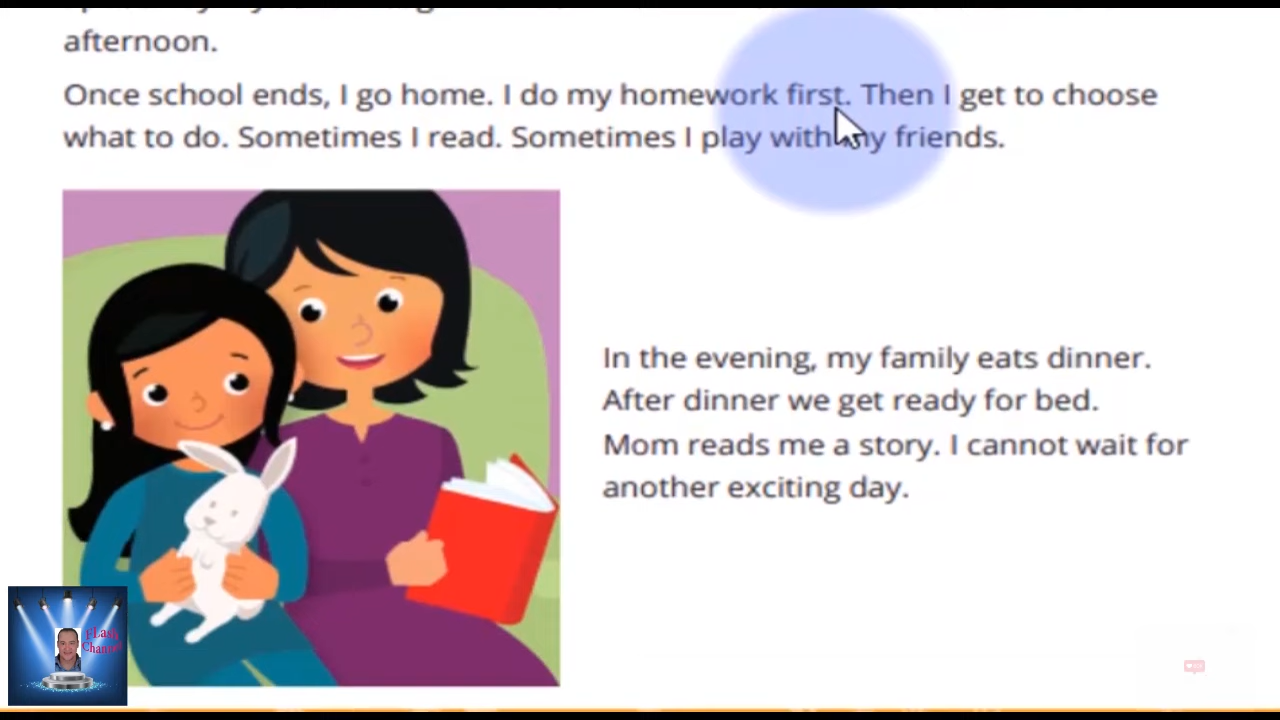 afternoon.
Once school ends, I go home. I do my homework first. Then I get to choose
what to do. Sometimes I read. Sometimes I play with my friends.
In the evening, my family eats dinner.
After dinner we get ready for bed.
Mom reads me a story. I cannot wait for
another exciting day.
FLash
Channel